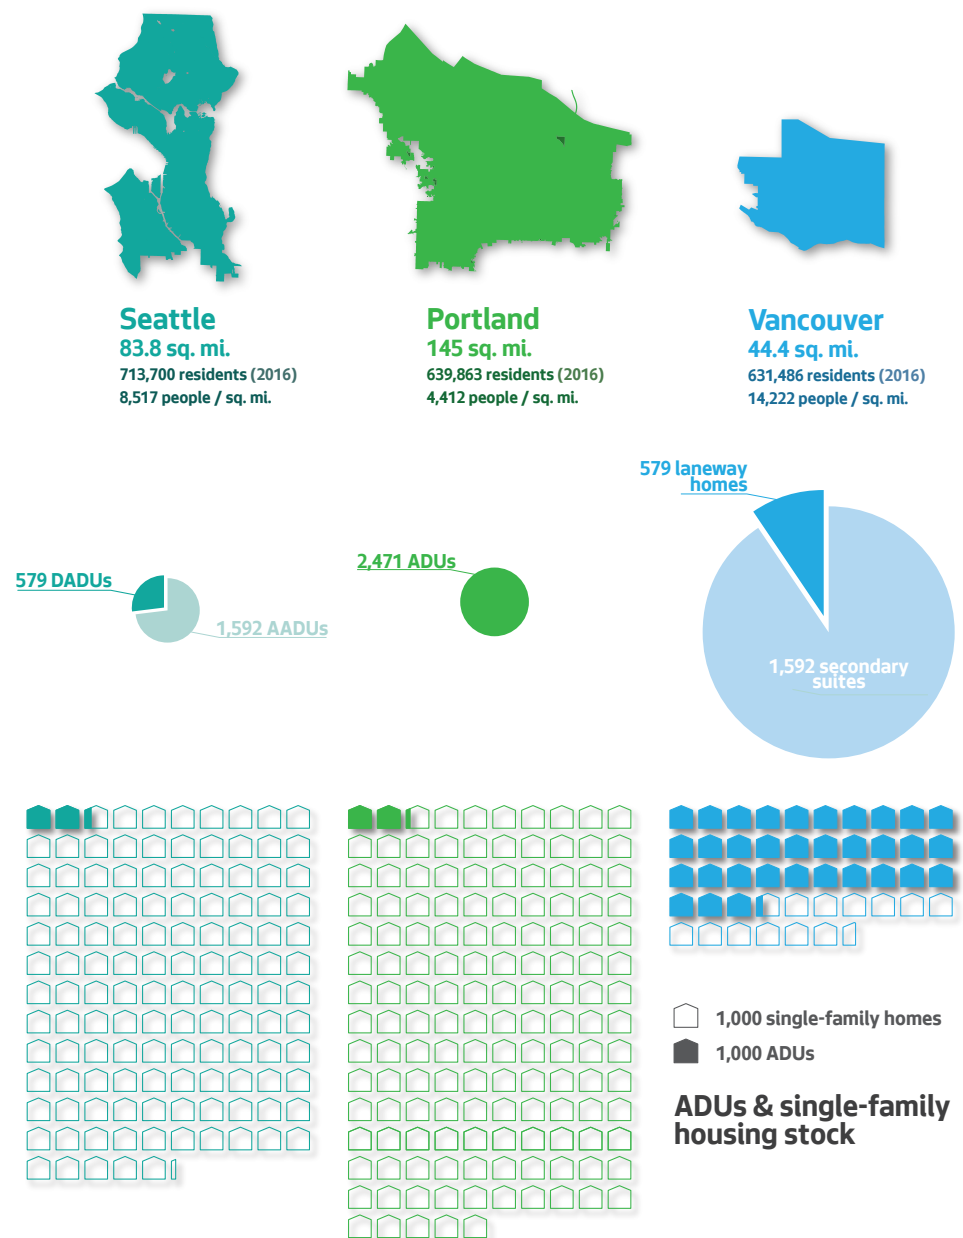 Seattle
83.8 sq. mi.
713,700 residents (2016)
8,517 people / sq. mi.
Portland
145 sq. mi.
639,863 residents (2016)
4,412 people / sq. mi.
Vancouver
44.4 sq. mi.
631,486 residents (2016)
14,222 people / sq. mi.
579 DADUs
1,592 AADUs
2,471 ADUs
579 laneway
homes
1,592 secondary
suites
1,000 single-family homes
1,000 ADUs
ADUs & single-family
housing stock